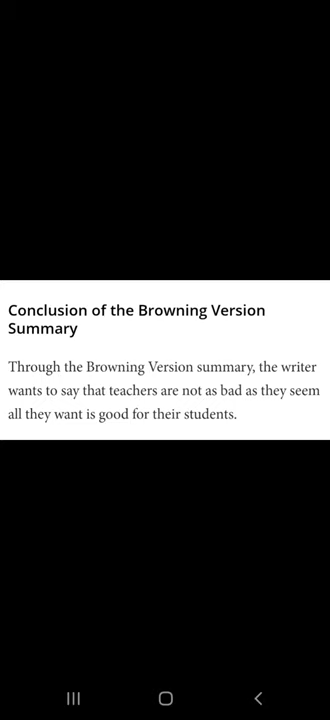 Conclusion of the Browning Version
Summary
Through the Browning Version summary, the writer
wants to say that teachers are not as bad as they seem
all they want is good for their students.